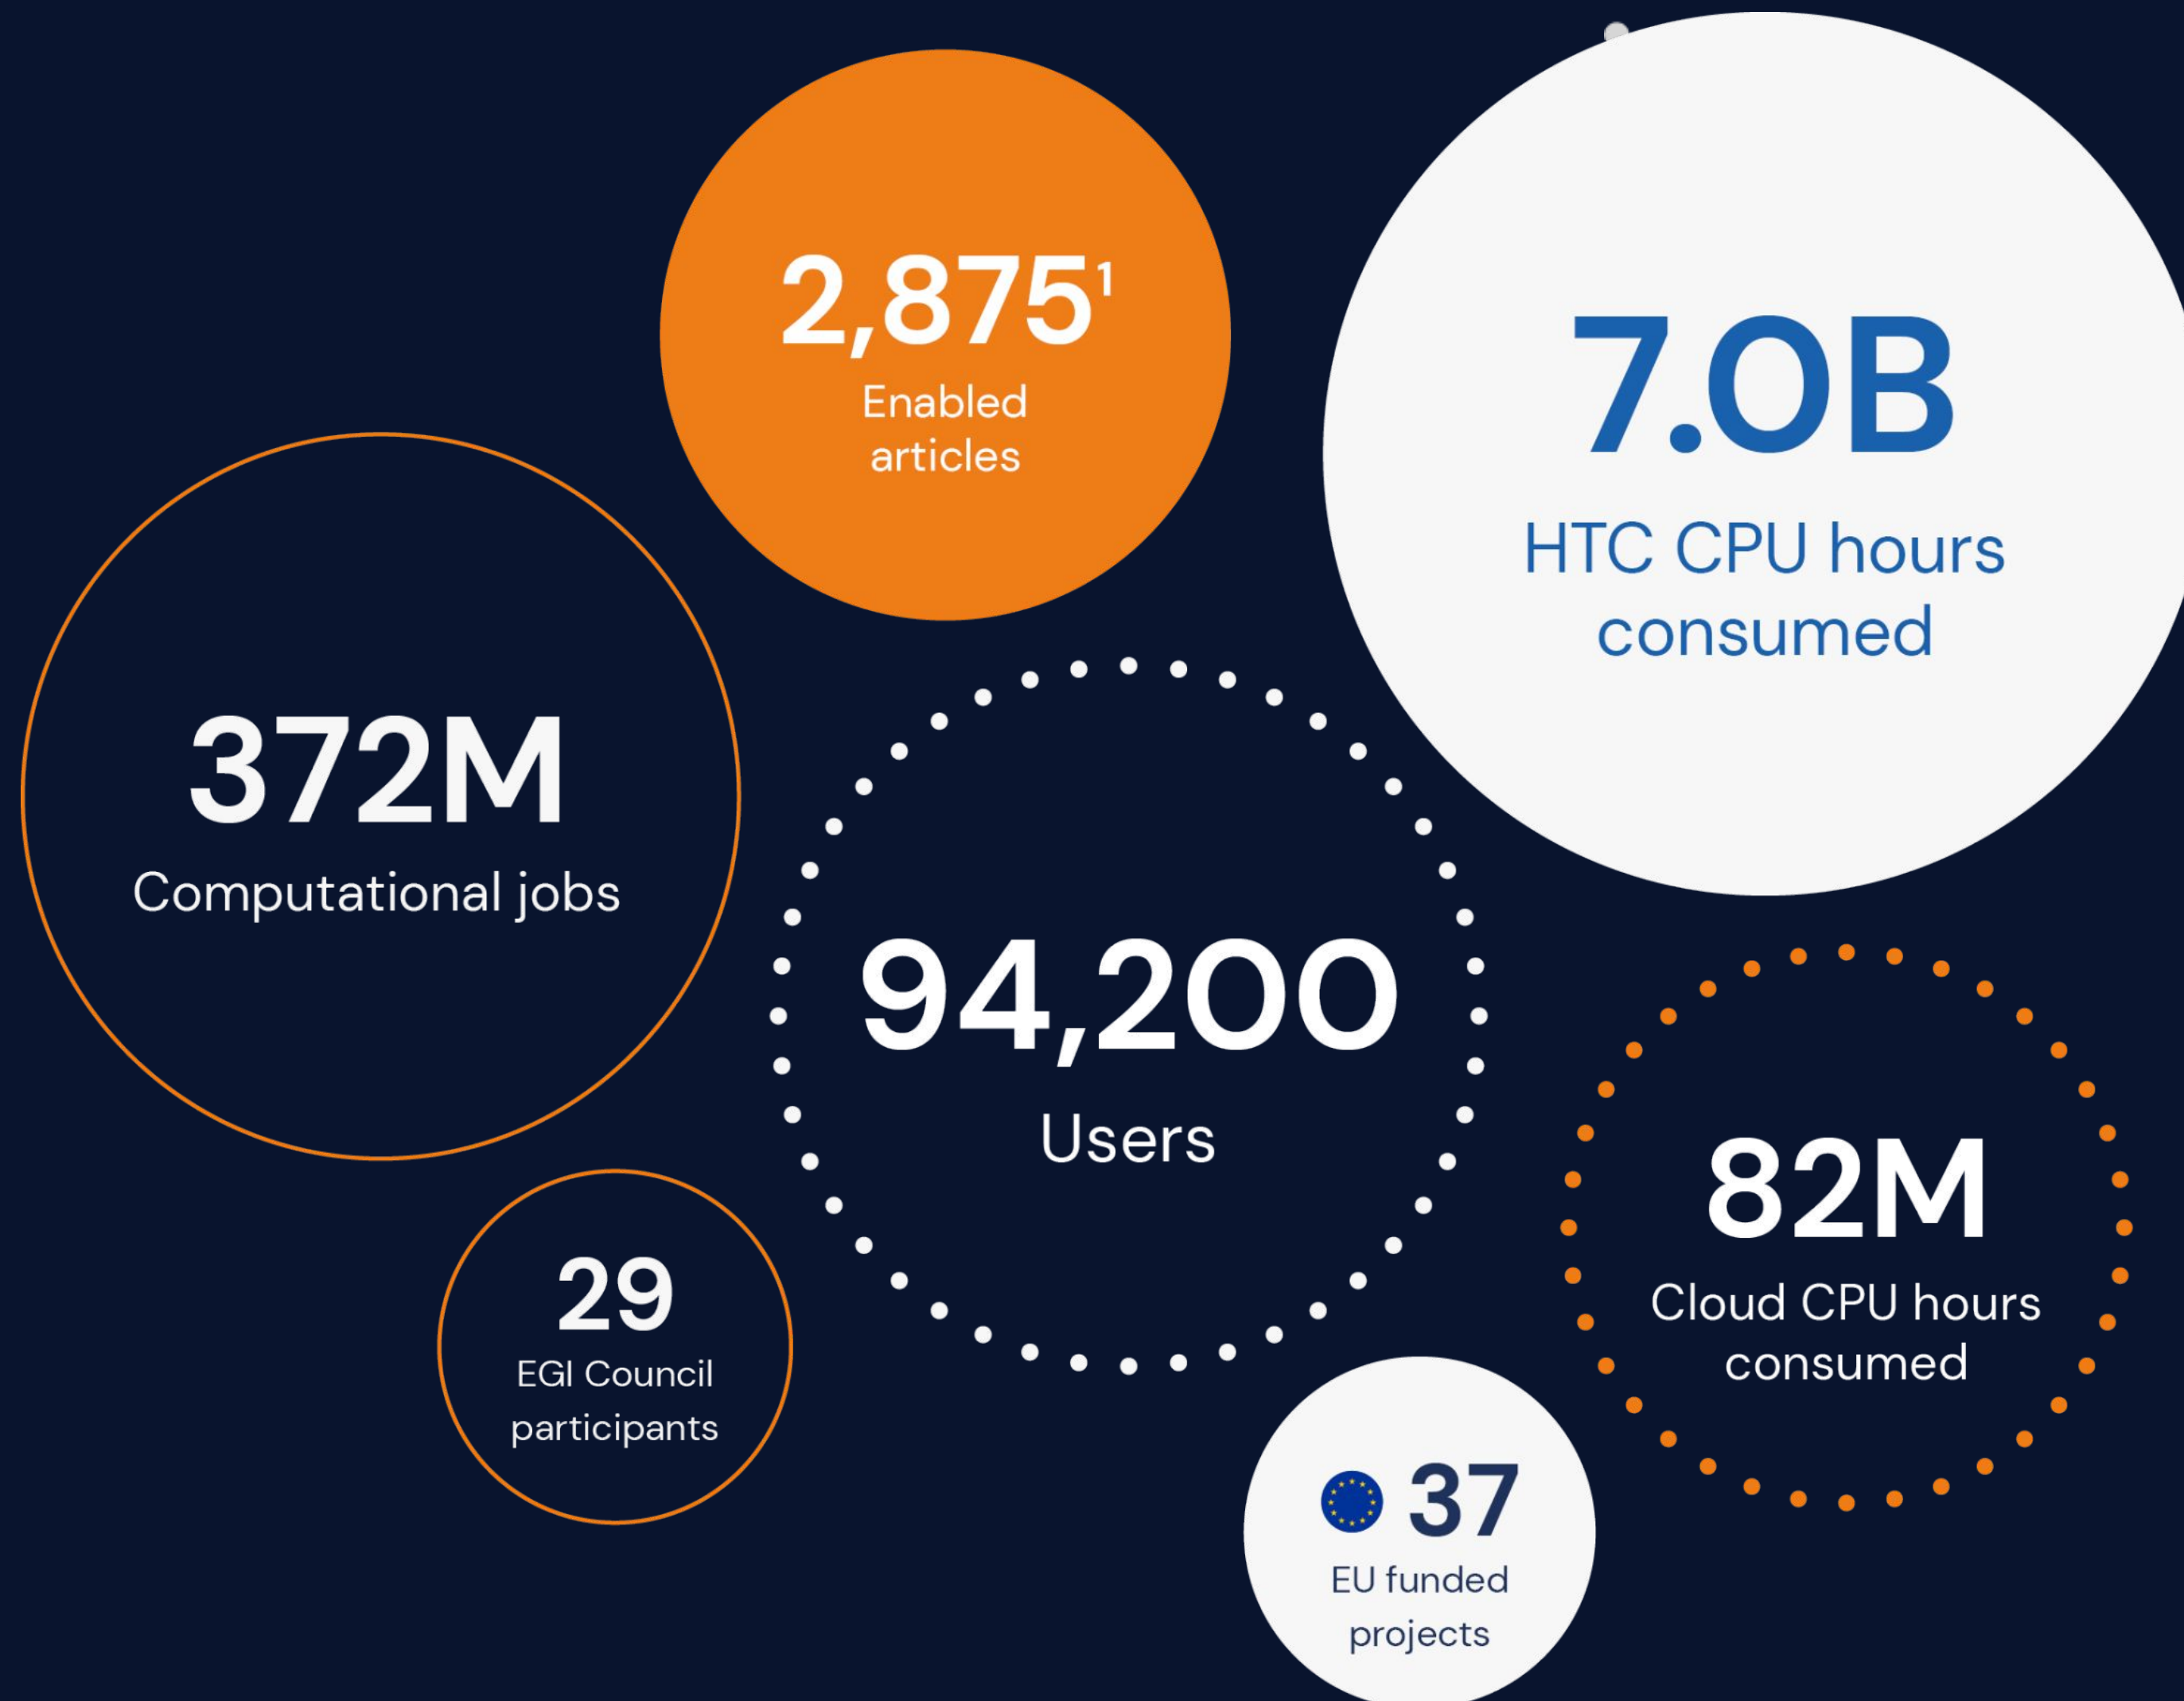 2,875¹
Enabled
articles
7.0B
HTC CPU hours
consumed
372M
Computational jobs
94,200
Users
82M
Cloud CPU hours
consumed
29
EGI Council
participants
37
EU funded
projects